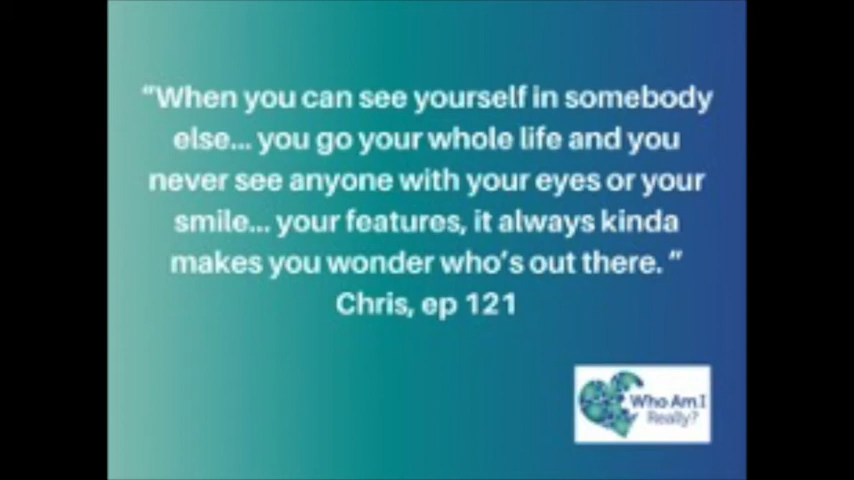 “When you can see yourself in somebody
else... you go your whole life and you
never see anyone with your eyes or your
smile... your features, it always kinda
makes you wonder who’s out there. ”
Chris, ep 121
Who Am I
Really?